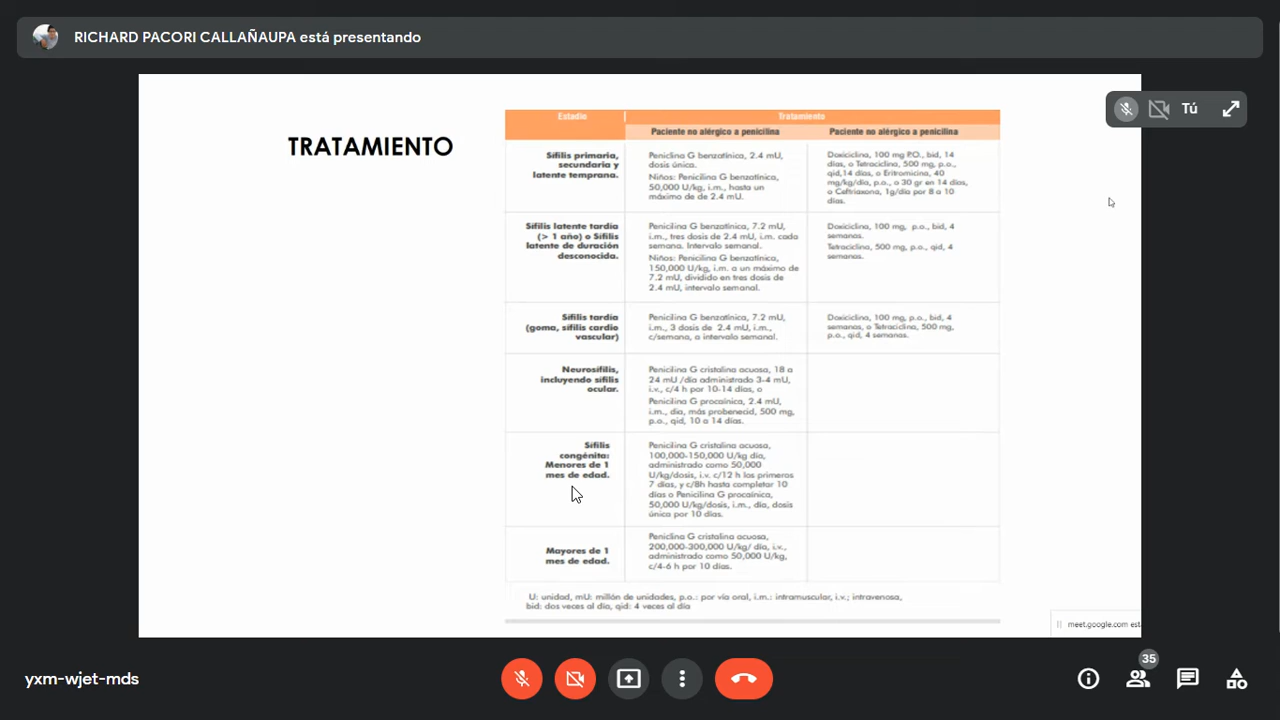 RICHARD PACORI CALLAÑAUPA está presentando
Tú
TRATAMIENTO
Estadio
Tratamiento
Paciente no alérgico a penicilina
Paciente no alérgico a penicilina
Sífilis primaria,
secundaria y
latente temprana.
Penicilina G benzatínica, 2.4 mU,
dosis única.
Niños: Penicilina G benzatínica,
50,000 U/kg, i.m., hasta un
máximo de de 2.4 mU.
Doxiciclina, 100 mg P.O., bid, 14
días, o Tetraciclina, 500 mg, p.o.,
qid,14 días, o Eritromicina, 40
mg/kg/día, p.o., o 30 gr en 14 días,
o Ceftriaxona, 1g/día por 8 a 10
días.
Sífilis latente tardía
(> 1 año) o Sífilis
latente de duración
desconocida.
Penicilina G benzatínica, 7.2 mU,
i.m., tres dosis de 2.4 mU, i.m. cada
semana. Intervalo semanal.
Niños: Penicilina G benzatínica,
150,000 U/kg, i.m. a un máximo de
7.2 mU, dividido en tres dosis de
2.4 mU, intervalo semanal.
Doxiciclina, 100 mg, p.o., bid, 4
semanas.
Tetraciclina, 500 mg, p.o., qid, 4
semanas.
Sífilis tardía
(goma, sífilis cardio
vascular)
Penicilina G benzatínica, 7.2 mU,
i.m., 3 dosis de 2.4 mU, i.m.,
c/semana, a intervalo semanal.
Doxiciclina, 100 mg, p.o., bid, 4
semanas, o Tetraciclina, 500 mg,
p.o., qid, 4 semanas.
Neurosífilis,
incluyendo sífilis
ocular.
Penicilina G cristalina acuosa, 18 a
24 mU /día administrado 3-4 mU,
i.v., c/4 h por 10-14 días, o
Penicilina G procaínica, 2.4 mU,
i.m., día, más probenecid, 500 mg,
p.o., qid, 10 a 14 días.
Sífilis
congénita:
Menores de 1
mes de edad.
Penicilina G cristalina acuosa,
100,000-150,000 U/kg día,
administrado como 50,000
U/kg/dosis, i.v. c/12 h los primeros
7 días, y c/8h hasta completar 10
días o Penicilina G procaínica,
50,000 U/kg/dosis, i.m., día, dosis
única por 10 días.
Mayores de 1
mes de edad.
Penicilina G cristalina acuosa,
200,000-300,000 U/kg/ día, i.v.,
administrado como 50,000 U/kg,
c/4-6 h por 10 días.
U: unidad, mU: millón de unidades, p.o.: por vía oral, i.m.: intramuscular, i.v.; intravenosa,
bid: dos veces al día, qid: 4 veces al día
meet.google.com est
yxm-wjet-mds
35